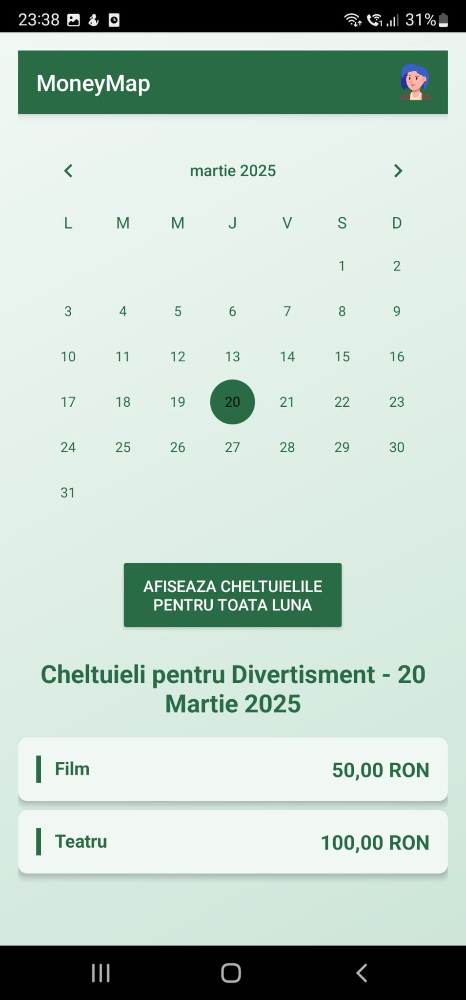 23:38 31%
MoneyMap
martie 2025
L M M J V S D
1 2
3 4 5 6 7 8 9
10 11 12 13 14 15 16
17 18 19 20 21 22 23
24 25 26 27 28 29 30
31
AFISEAZA CHELTUIELILE
PENTRU TOATA LUNA
Cheltuieli pentru Divertisment - 20
Martie 2025
Film 50,00 RON
Teatru 100,00 RON